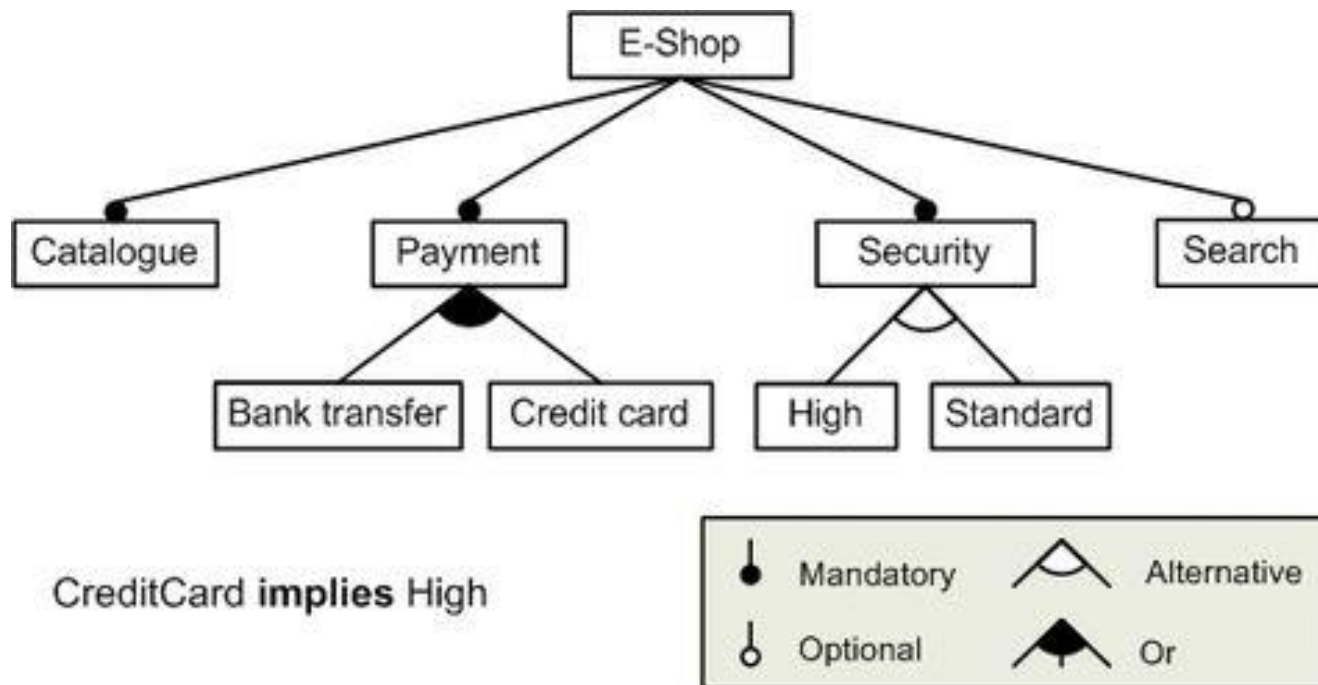 E-Shop
Catalogue
Payment
Security
Search
Bank transfer
Credit card
High
Standard
CreditCard implies High
Mandatory
Alternative
Optional
Or